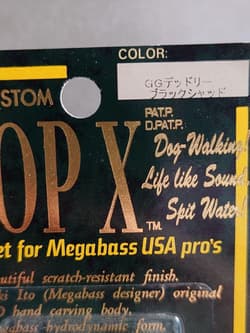 COLOR:
GGデッドリー
ブラックシャッド
STOM
PAT.P.
D.PAT.P.
OP X™
Dog-Walking!
Life like Sound
Spit Water!
et for Megabass USA pro's
utiful scratch-resistant finish.
ki Ito (Megabass designer) original
D hand carving body.
gabass-hydrodynamic form.